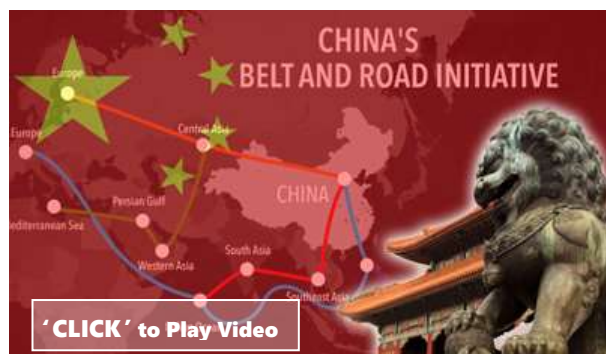 CHINA'S
BELT AND ROAD INITIATIVE
Europe
Central Asia
Europe
CHINA
Persian Gulf
Mediterranean Sea
Western Asia
South Asia
Southeast Asia
‘CLICK’ to Play Video